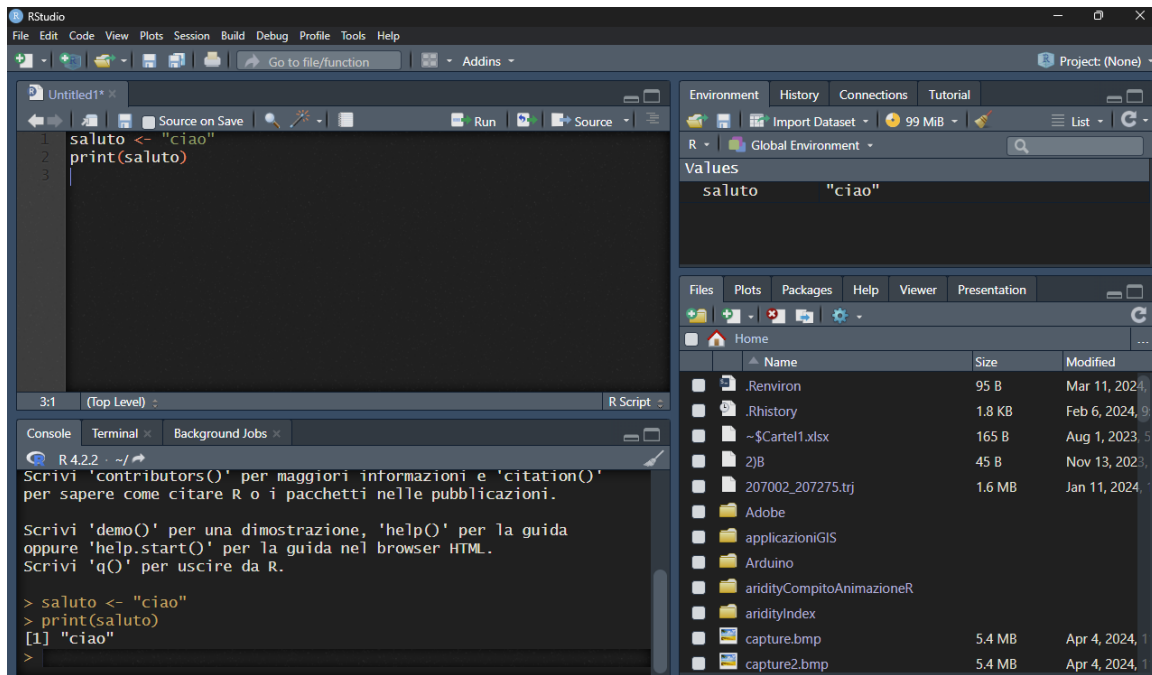 RStudio
File Edit Code View Plots Session Build Debug Profile Tools Help
Go to file/function Addins Project: (None)
Untitled1*
Source on Save Run Source
1 saluto <- "ciao"
2 print(saluto)
3
3:1 (Top Level) R Script
Console Terminal Background Jobs
R 4.2.2 · ~/
Scrivi 'contributors()' per maggiori informazioni e 'citation()'
per sapere come citare R o i pacchetti nelle pubblicazioni.
Scrivi 'demo()' per una dimostrazione, 'help()' per la guida
oppure 'help.start()' per la guida nel browser HTML.
Scrivi 'q()' per uscire da R.
> saluto <- "ciao"
> print(saluto)
[1] "ciao"
>
Environment History Connections Tutorial
Import Dataset 99 MiB List
R Global Environment
Values
saluto "ciao"
Files Plots Packages Help Viewer Presentation
Home ...
Name Size Modified
.Renviron 95 B Mar 11, 2024,
.Rhistory 1.8 KB Feb 6, 2024, 9:
~$Cartel1.xlsx 165 B Aug 1, 2023, 5
2)B 45 B Nov 13, 2023,
207002_207275.trj 1.6 MB Jan 11, 2024, 1
Adobe
applicazioniGIS
Arduino
aridityCompitoAnimazioneR
aridityIndex
capture.bmp 5.4 MB Apr 4, 2024, 1
capture2.bmp 5.4 MB Apr 4, 2024, 1